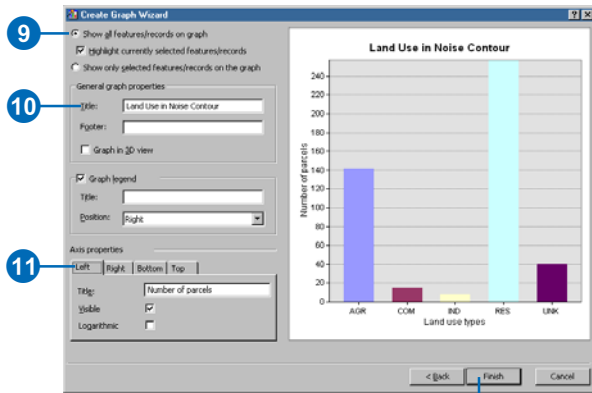 Create Graph Wizard
9
Show all features/records on graph
Highlight currently selected features/records
Show only selected features/records on the graph
General graph properties
10
Title: Land Use in Noise Contour
Footer:
Graph in 3D view
Graph legend
Title:
Position: Right
Axis properties
11
Left Right Bottom Top
Title: Number of parcels
Visible
Logarithmic
Land Use in Noise Contour
Number of parcels
240
220
200
180
160
140
120
100
80
60
40
20
0
AGR COM IND RES UNK
Land use types
< Back Finish Cancel